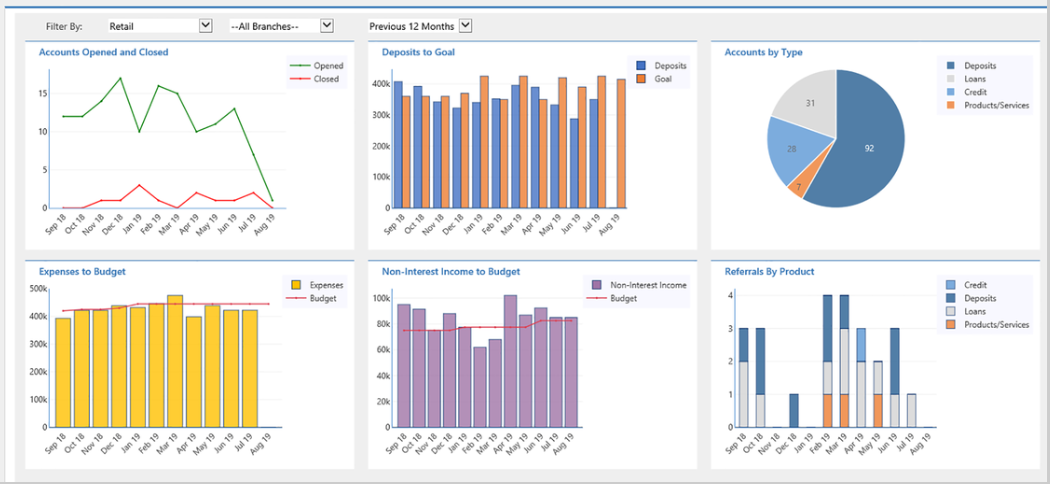 Filter By: Retail --All Branches-- Previous 12 Months
Accounts Opened and Closed
Opened
Closed
15
10
5
0
Sep 18 Oct 18 Nov 18 Dec 18 Jan 19 Feb 19 Mar 19 Apr 19 May 19 Jun 19 Jul 19 Aug 19
Deposits to Goal
Deposits
Goal
400k
300k
200k
100k
0
Sep 18 Oct 18 Nov 18 Dec 18 Jan 19 Feb 19 Mar 19 Apr 19 May 19 Jun 19 Jul 19 Aug 19
Accounts by Type
Deposits
Loans
Credit
Products/Services
31
28
92
7
Expenses to Budget
Expenses
Budget
500k
400k
300k
200k
100k
0
Sep 18 Oct 18 Nov 18 Dec 18 Jan 19 Feb 19 Mar 19 Apr 19 May 19 Jun 19 Jul 19 Aug 19
Non-Interest Income to Budget
Non-Interest Income
Budget
100k
80k
60k
40k
20k
0
Sep 18 Oct 18 Nov 18 Dec 18 Jan 19 Feb 19 Mar 19 Apr 19 May 19 Jun 19 Jul 19 Aug 19
Referrals By Product
Credit
Deposits
Loans
Products/Services
4
3
2
1
0
Sep 18 Oct 18 Nov 18 Dec 18 Jan 19 Feb 19 Mar 19 Apr 19 May 19 Jun 19 Jul 19 Aug 19